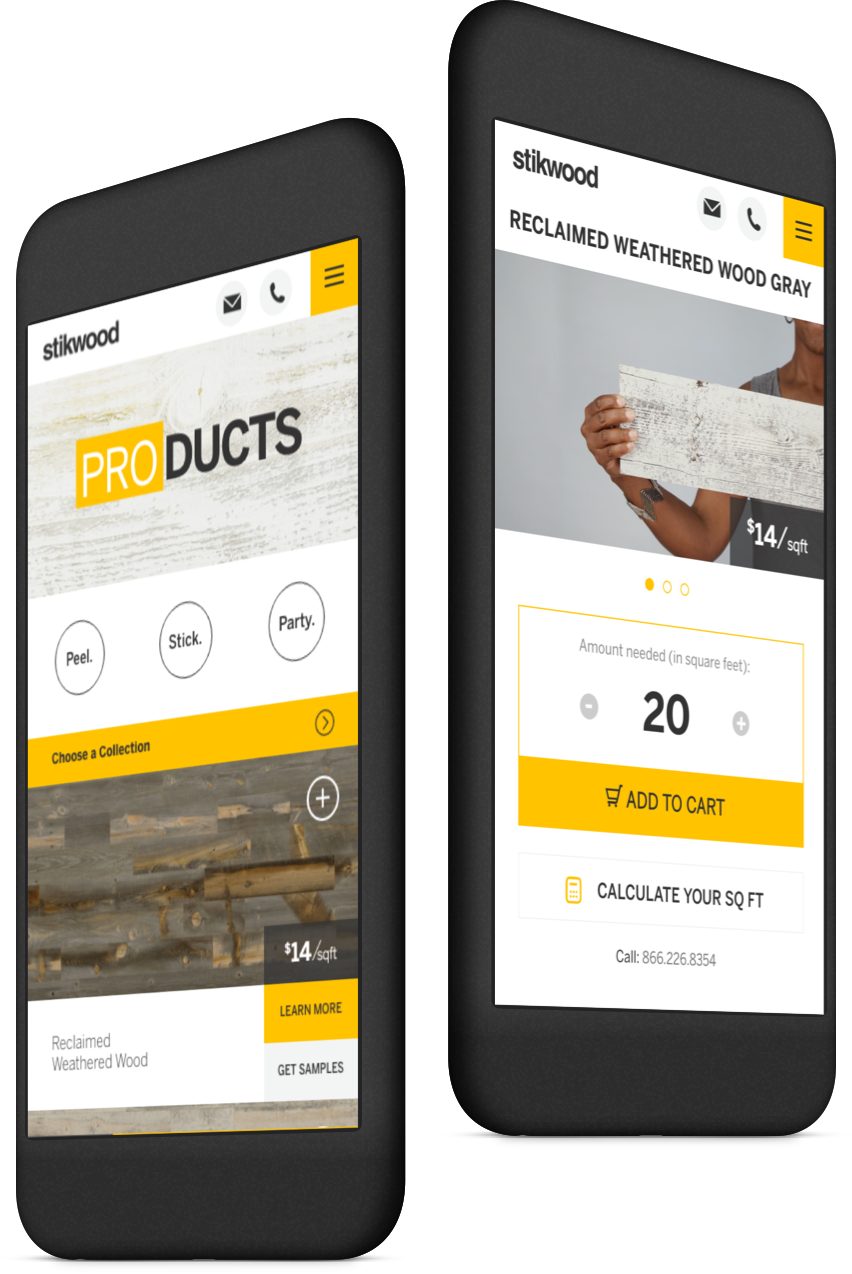 stikwood
PRODUCTS
Peel.
Stick.
Party.
Choose a Collection
$14/sqft
LEARN MORE
Reclaimed
Weathered Wood
GET SAMPLES
stikwood
RECLAIMED WEATHERED WOOD GRAY
$14/sqft
Amount needed (in square feet):
20
ADD TO CART
CALCULATE YOUR SQ FT
Call: 866.226.8354